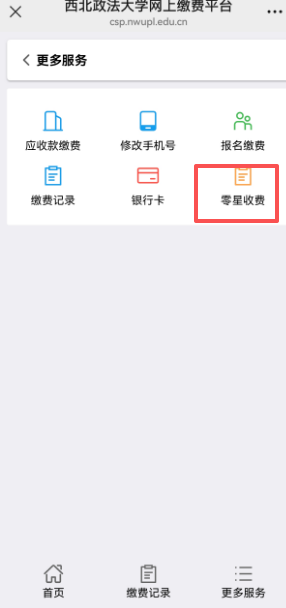 西北政法大学网上缴费平台
csp.nwupl.edu.cn
更多服务
应收款缴费 修改手机号 报名缴费
缴费记录 银行卡 零星收费
首页 缴费记录 更多服务